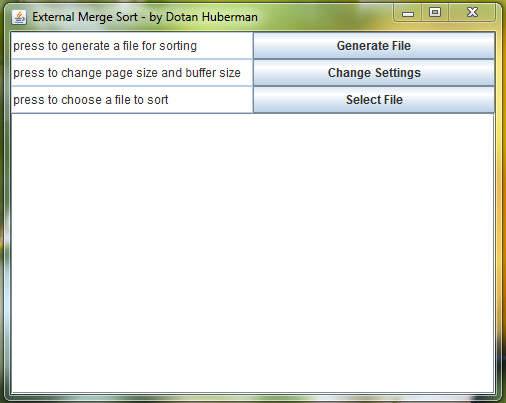 External Merge Sort - by Dotan Huberman
press to generate a file for sorting
Generate File
press to change page size and buffer size
Change Settings
press to choose a file to sort
Select File